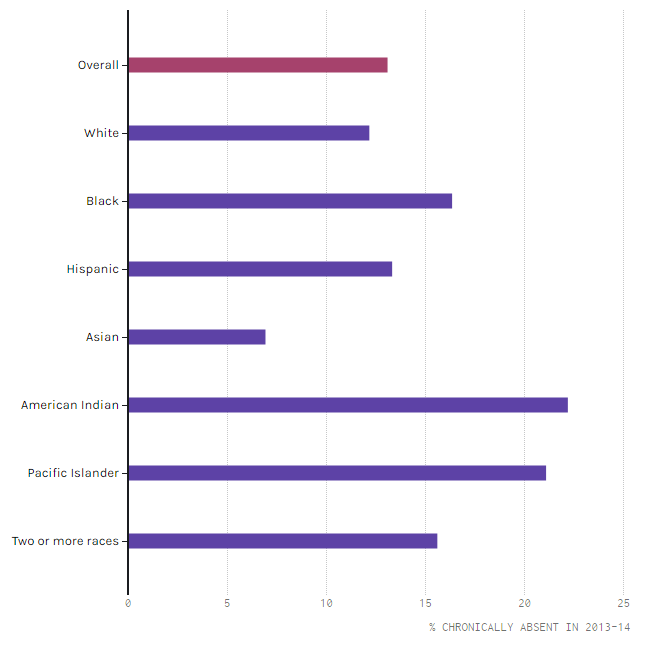 Overall
White
Black
Hispanic
Asian
American Indian
Pacific Islander
Two or more races
0 5 10 15 20 25
% CHRONICALLY ABSENT IN 2013-14